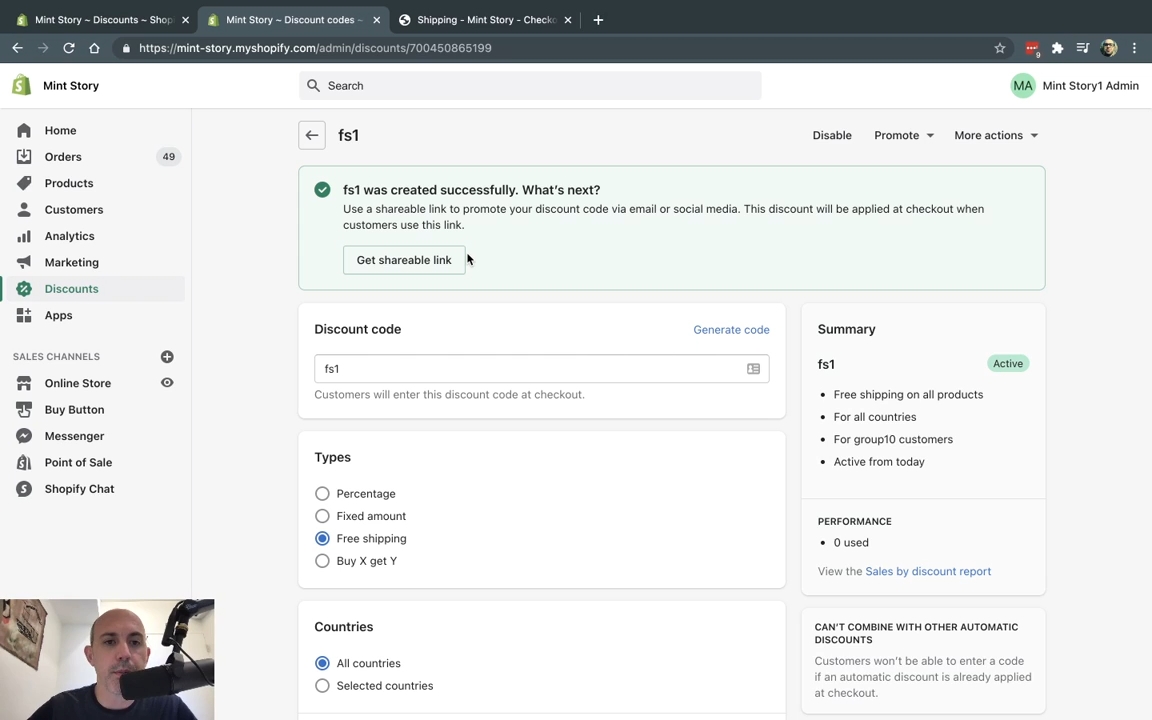 Mint Story ~ Discounts ~ Shop
Mint Story ~ Discount codes ~
Shipping - Mint Story - Checko
https://mint-story.myshopify.com/admin/discounts/700450865199
9
Mint Story
Search
MA
Mint Story1 Admin
Home
Orders
49
Products
Customers
Analytics
Marketing
Discounts
Apps
SALES CHANNELS
Online Store
Buy Button
Messenger
Point of Sale
Shopify Chat
fs1
Disable
Promote
More actions
fs1 was created successfully. What's next?
Use a shareable link to promote your discount code via email or social media. This discount will be applied at checkout when
customers use this link.
Get shareable link
Discount code
Generate code
fs1
Customers will enter this discount code at checkout.
Types
Percentage
Fixed amount
Free shipping
Buy X get Y
Countries
All countries
Selected countries
Summary
fs1
Active
• Free shipping on all products
• For all countries
• For group10 customers
• Active from today
PERFORMANCE
• 0 used
View the Sales by discount report
CAN'T COMBINE WITH OTHER AUTOMATIC
DISCOUNTS
Customers won't be able to enter a code
if an automatic discount is already applied
at checkout.